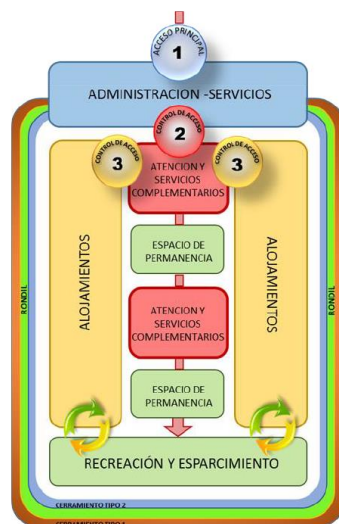 ACCESO PRINCIPAL
1
ADMINISTRACION -SERVICIOS
CONTROL DE ACCESO
2
CONTROL DE ACCESO
3
CONTROL DE ACCESO
3
ATENCION Y
SERVICIOS
COMPLEMENTARIOS
ALOJAMIENTOS
ALOJAMIENTOS
ESPACIO DE
PERMANENCIA
RONDIL
RONDIL
ATENCION Y
SERVICIOS
COMPLEMENTARIOS
ESPACIO DE
PERMANENCIA
RECREACIÓN Y ESPARCIMIENTO
CERRAMIENTO TIPO 2